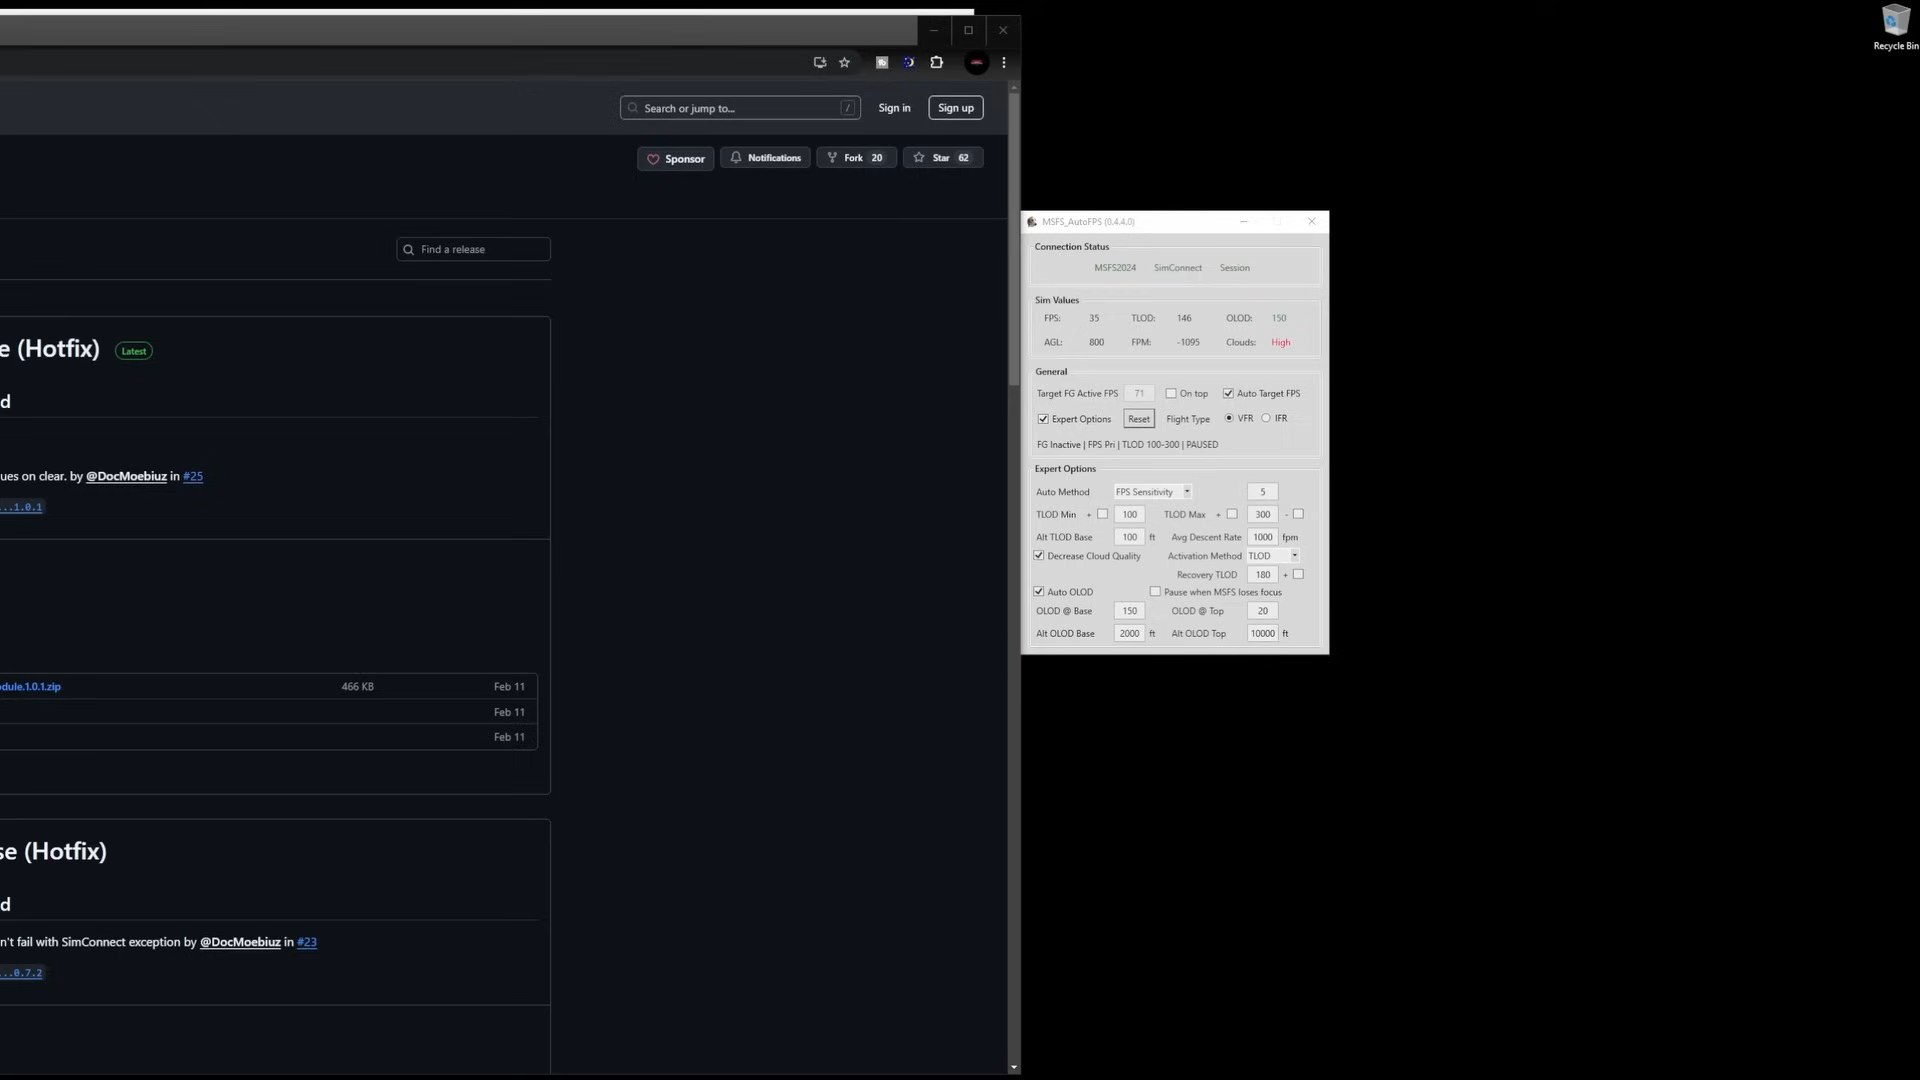 Recycle Bin
Search or jump to... /
Sign in
Sign up
Sponsor
Notifications
Fork 20
Star 62
Find a release
e (Hotfix) Latest
d
ues on clear. by @DocMoebiuz in #25
...1.0.1
odule.1.0.1.zip 466 KB Feb 11
Feb 11
Feb 11
se (Hotfix)
d
n't fail with SimConnect exception by @DocMoebiuz in #23
...0.7.2
MSFS_AutoFPS (0.4.4.0)
Connection Status
MSFS2024 SimConnect Session
Sim Values
FPS: 35 TLOD: 146 OLOD: 150
AGL: 800 FPM: -1095 Clouds: High
General
Target FG Active FPS 71 On top Auto Target FPS
Expert Options Reset Flight Type VFR IFR
FG Inactive | FPS Pri | TLOD 100-300 | PAUSED
Expert Options
Auto Method FPS Sensitivity 5
TLOD Min + 100 TLOD Max + 300 -
Alt TLOD Base 100 ft Avg Descent Rate 1000 fpm
Decrease Cloud Quality Activation Method TLOD
Recovery TLOD 180 +
Auto OLOD Pause when MSFS loses focus
OLOD @ Base 150 OLOD @ Top 20
Alt OLOD Base 2000 ft Alt OLOD Top 10000 ft